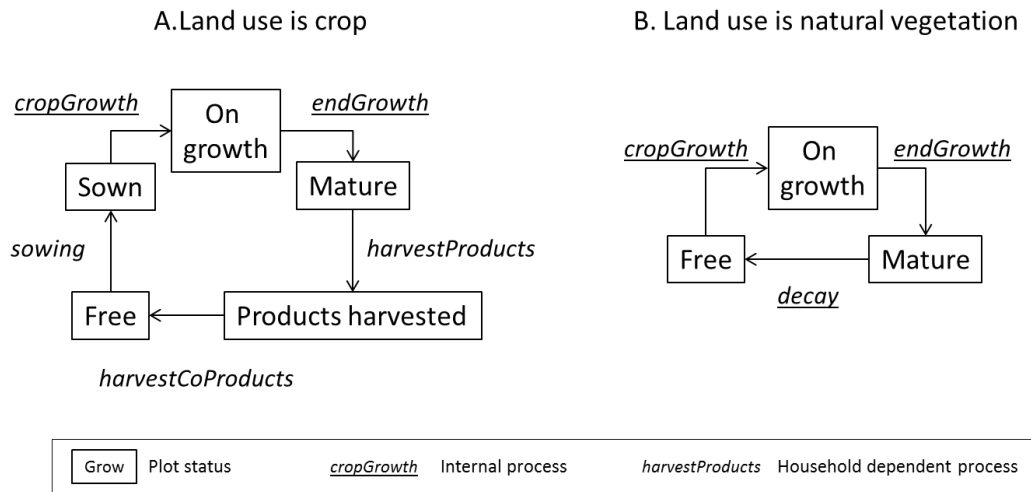 A.Land use is crop
B. Land use is natural vegetation
cropGrowth
On
growth
endGrowth
Sown
Mature
sowing
harvestProducts
Free
Products harvested
harvestCoProducts
cropGrowth
On
growth
endGrowth
Free
Mature
decay
Grow
Plot status
cropGrowth
Internal process
harvestProducts
Household dependent process